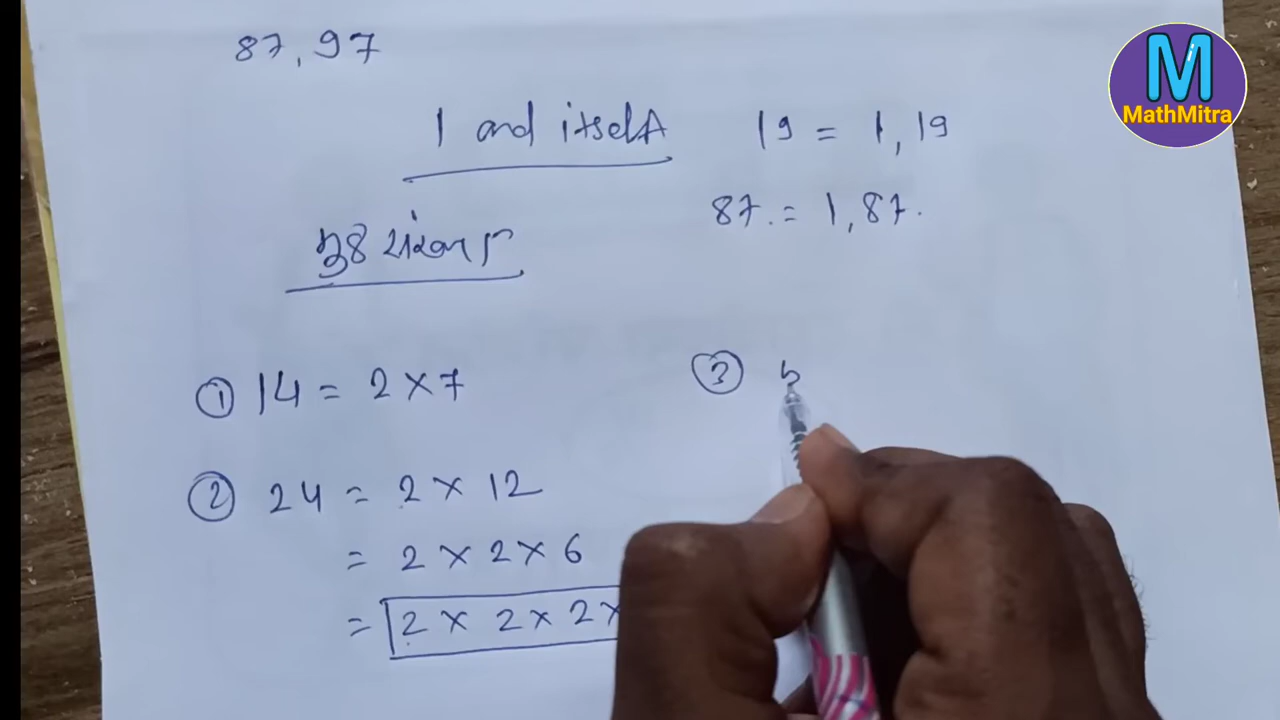 87, 97
1 and itself
19 = 1, 19
87. = 1, 87.
① 14 = 2 × 7
② 24 = 2 × 12
= 2 × 2 × 6
= 2 × 2 × 2 ×
③
M
MathMitra